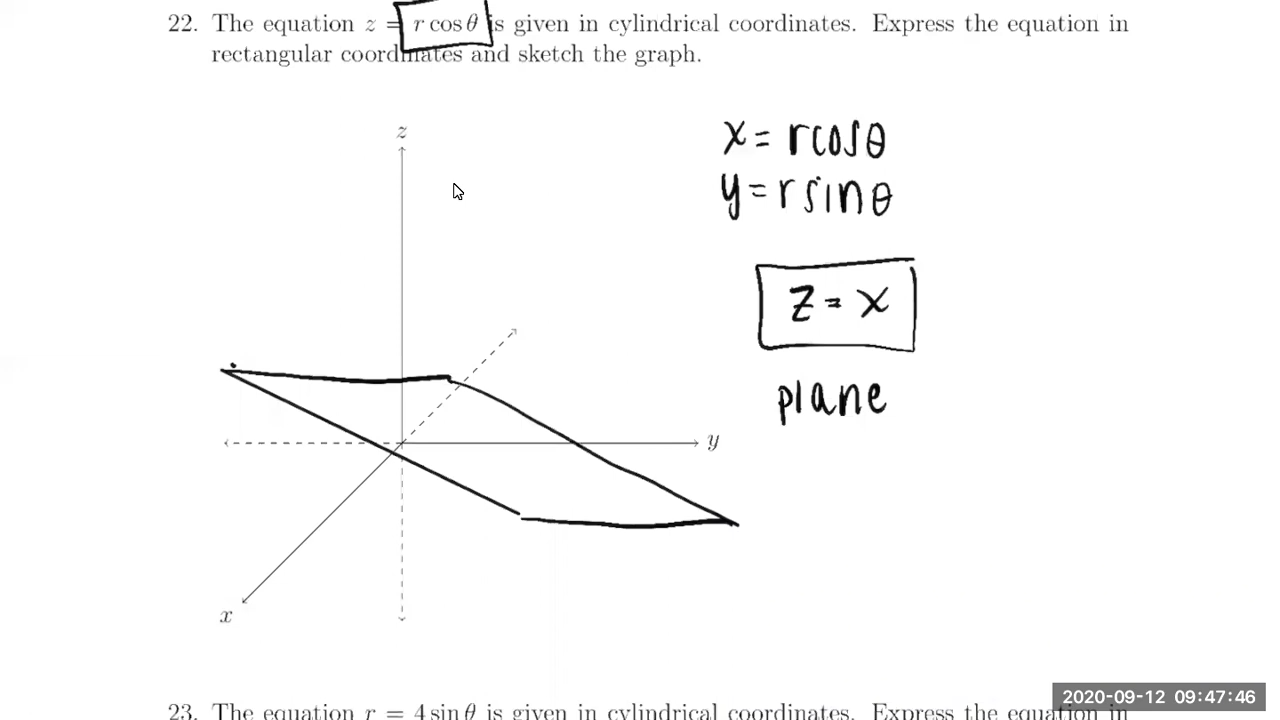 22. The equation z = r cos θ is given in cylindrical coordinates. Express the equation in
rectangular coordinates and sketch the graph.
z
x = r cos θ
y = r sin θ
z = x
plane
y
x
2020-09-12 09:47:46
23. The equation r = 4 sin θ is given in cylindrical coordinates. Express the equation in